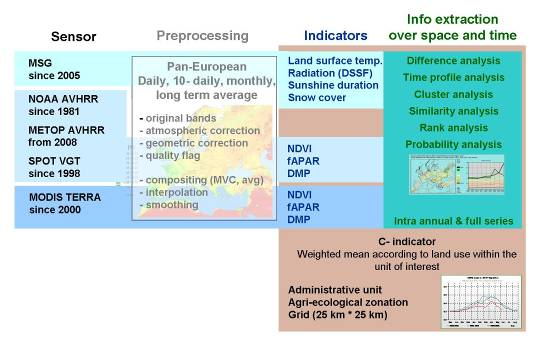 Sensor
Preprocessing
Indicators
Info extraction
over space and time
MSG
since 2005
NOAA AVHRR
since 1981
METOP AVHRR
from 2008
SPOT VGT
since 1998
MODIS TERRA
since 2000
Pan-European
Daily, 10- daily, monthly,
long term average
- original bands
- atmospheric correction
- geometric correction
- quality flag
- compositing (MVC, avg)
- interpolation
- smoothing
Land surface temp.
Radiation (DSSF)
Sunshine duration
Snow cover
NDVI
fAPAR
DMP
NDVI
fAPAR
DMP
Difference analysis
Time profile analysis
Cluster analysis
Similarity analysis
Rank analysis
Probability analysis
Intra annual & full series
C- indicator
Weighted mean according to land use within the
unit of interest
Administrative unit
Agri-ecological zonation
Grid (25 km * 25 km)